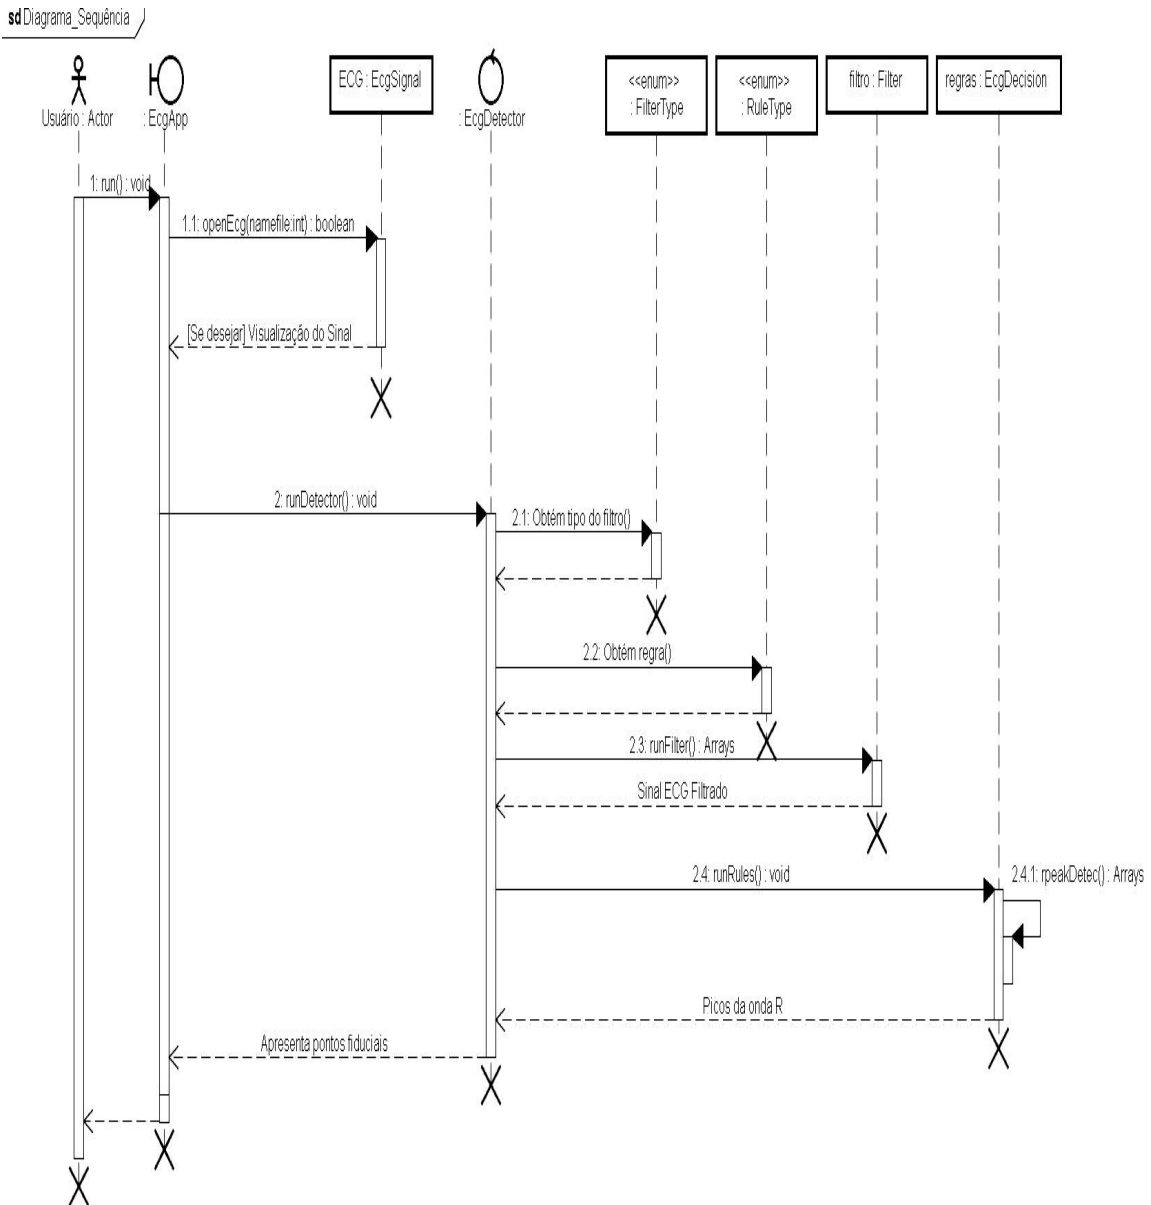 sd Diagrama_Sequência
Usuário : Actor
: EcgApp
ECG : EcgSignal
: EcgDetector
<<enum>>
: FilterType
<<enum>>
: RuleType
filtro : Filter
regras : EcgDecision
1: run() : void
1.1: openEcg(namefile:int) : boolean
[Se desejar] Visualização do Sinal
2: runDetector() : void
2.1: Obtém tipo do filtro()
2.2: Obtém regra()
2.3: runFilter() : Arrays
Sinal ECG Filtrado
2.4: runRules() : void
2.4.1: rpeakDetec() : Arrays
Picos da onda R
Apresenta pontos fiduciais